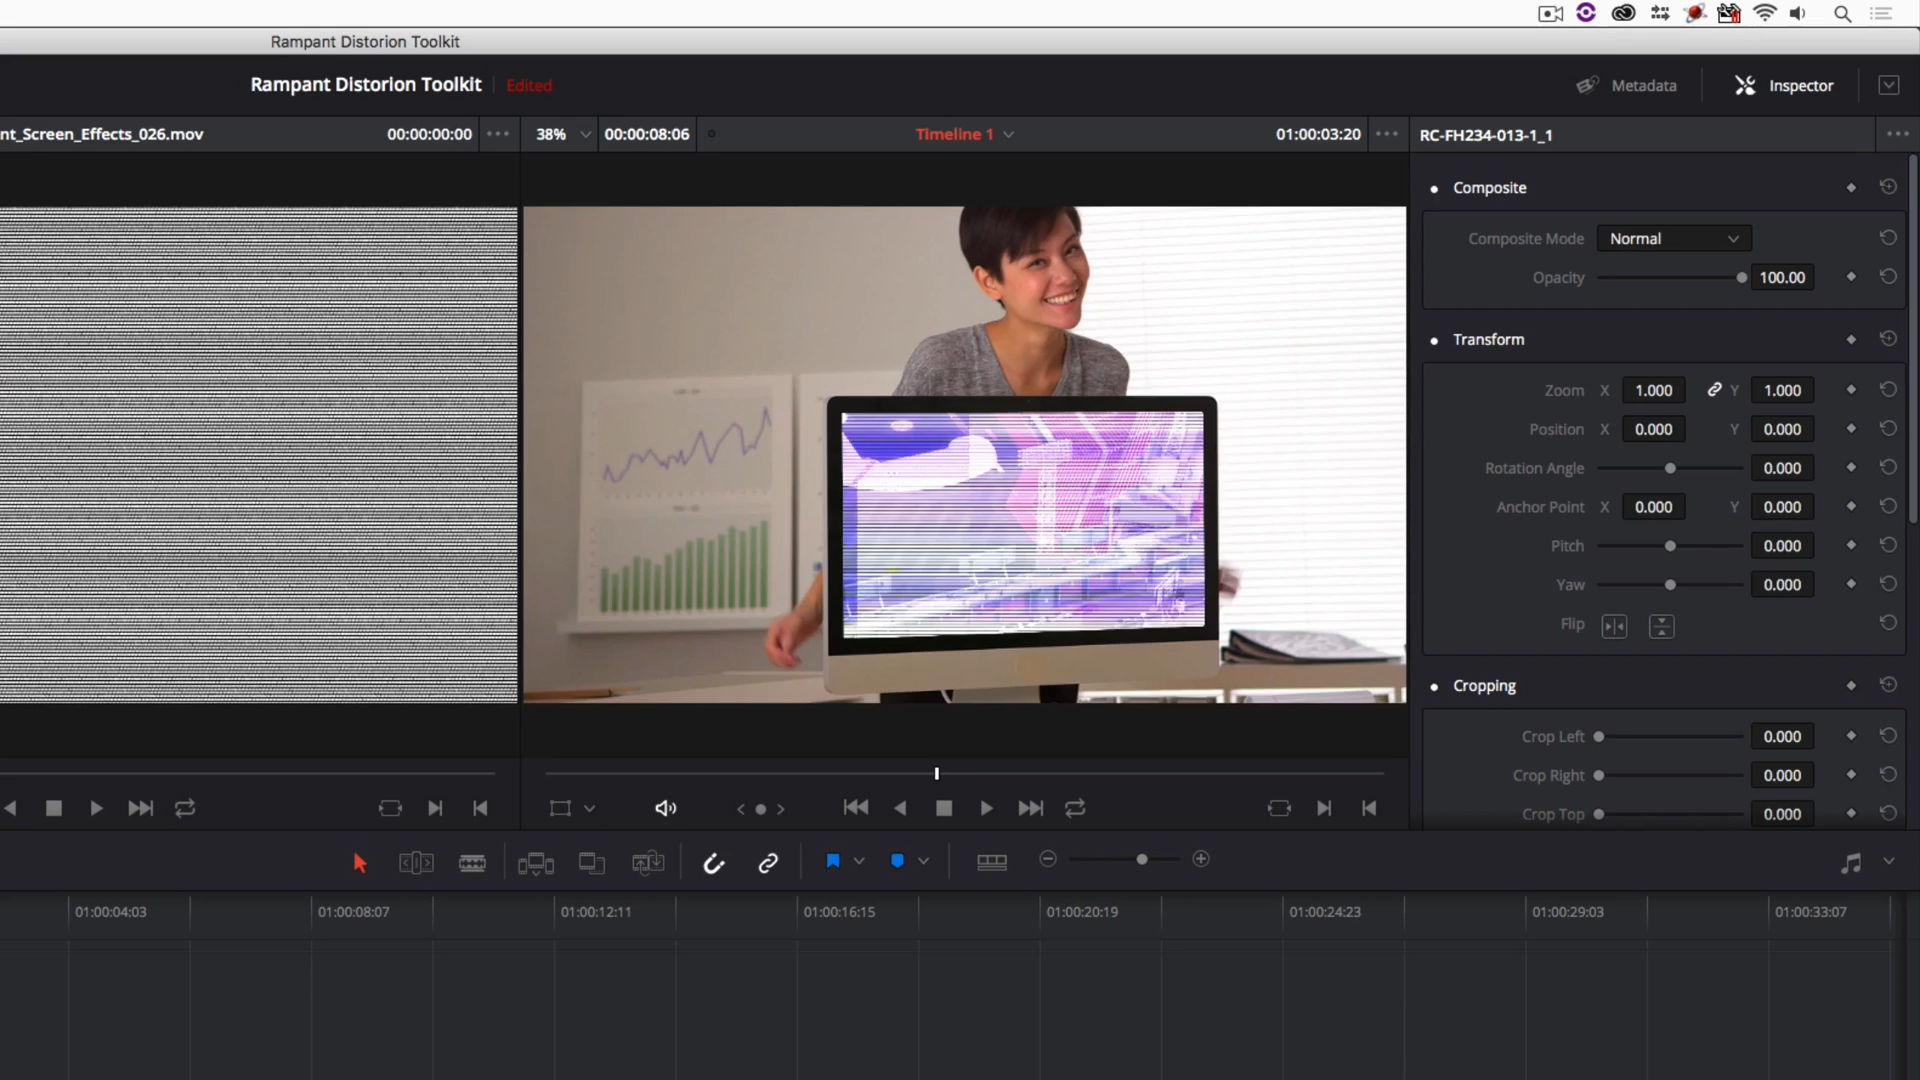 Rampant Distorion Toolkit
Rampant Distorion Toolkit
Edited
Metadata
Inspector
nt_Screen_Effects_026.mov
00:00:00:00
38%
00:00:08:06
Timeline 1
01:00:03:20
RC-FH234-013-1_1
Composite
Composite Mode
Normal
Opacity
100.00
Transform
Zoom X 1.000 Y 1.000
Position X 0.000 Y 0.000
Rotation Angle 0.000
Anchor Point X 0.000 Y 0.000
Pitch 0.000
Yaw 0.000
Flip
Cropping
Crop Left 0.000
Crop Right 0.000
Crop Top 0.000
01:00:04:03
01:00:08:07
01:00:12:11
01:00:16:15
01:00:20:19
01:00:24:23
01:00:29:03
01:00:33:07